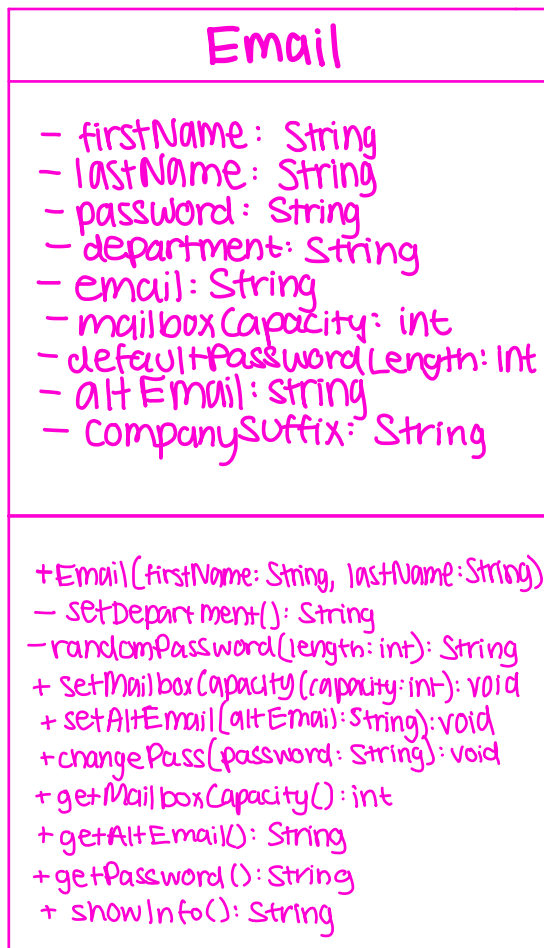 Email
- firstName: String
- lastName: String
- password: String
- department: String
- email: String
- mailboxCapacity: int
- defaultPasswordLength: int
- altEmail: string
- companySuffix: String
+Email(firstName: String, lastName: String)
- setDepartment(): String
- randomPassword(length: int): String
+ setMailboxCapacity(capacity: int): void
+ setAltEmail(altEmail: String): void
+changePass(password: String): void
+ getMailboxCapacity(): int
+ getAltEmail(): String
+ getPassword(): String
+ showInfo(): String